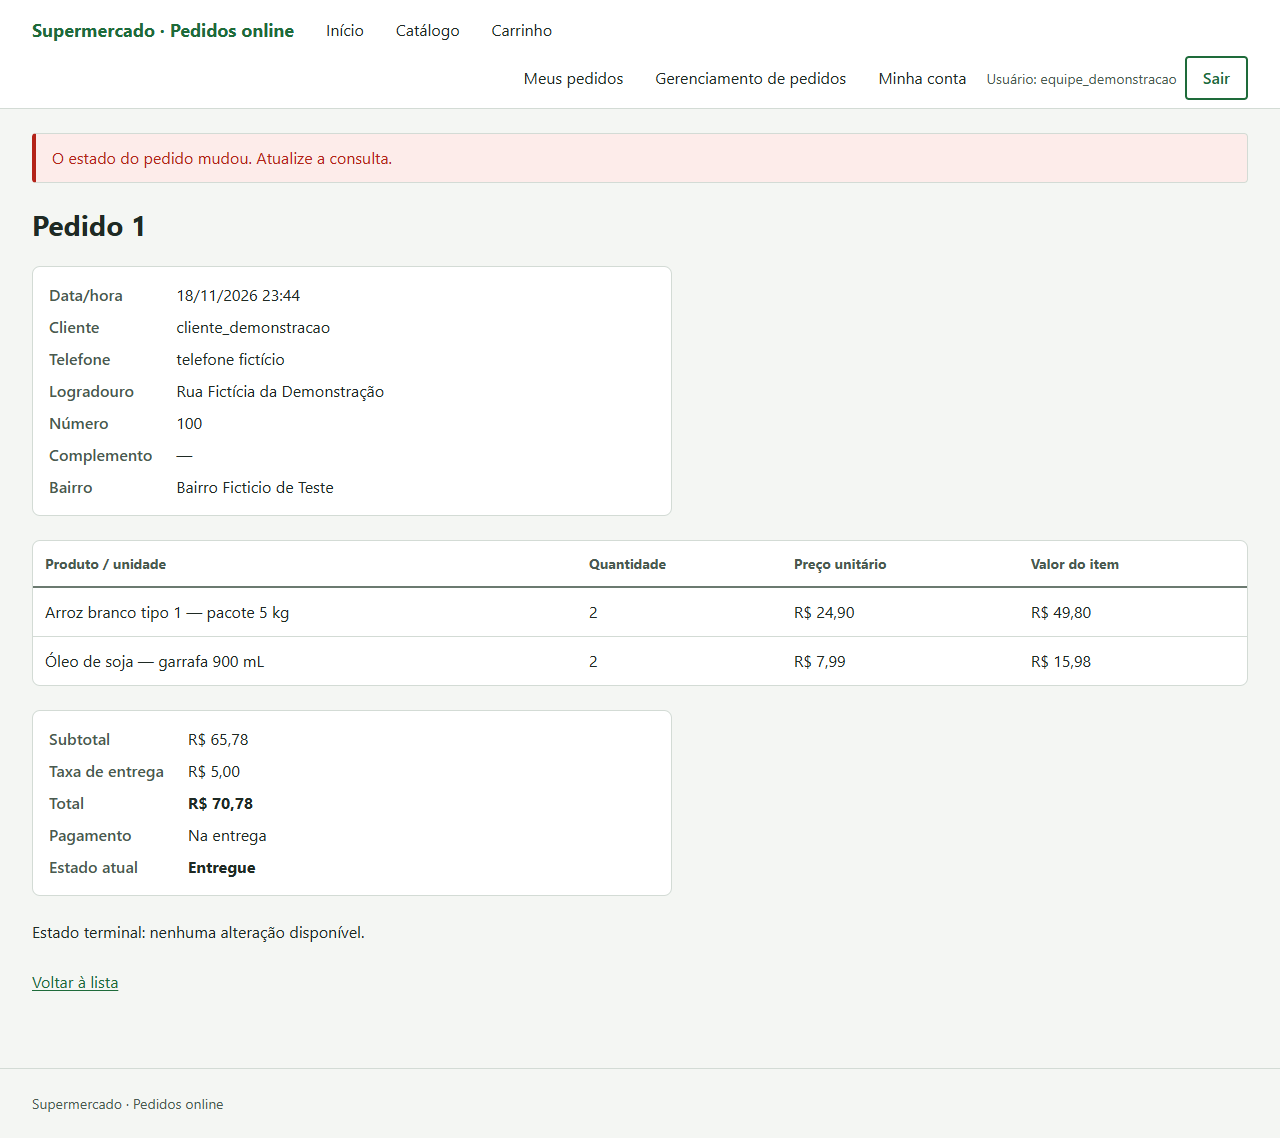 Supermercado · Pedidos online Início Catálogo Carrinho
Meus pedidos Gerenciamento de pedidos Minha conta Usuário: equipe_demonstracao Sair
O estado do pedido mudou. Atualize a consulta.
Pedido 1
Data/hora 18/11/2026 23:44
Cliente cliente_demonstracao
Telefone telefone fictício
Logradouro Rua Fictícia da Demonstração
Número 100
Complemento —
Bairro Bairro Ficticio de Teste
Produto / unidade Quantidade Preço unitário Valor do item
Arroz branco tipo 1 — pacote 5 kg 2 R$ 24,90 R$ 49,80
Óleo de soja — garrafa 900 mL 2 R$ 7,99 R$ 15,98
Subtotal R$ 65,78
Taxa de entrega R$ 5,00
Total R$ 70,78
Pagamento Na entrega
Estado atual Entregue
Estado terminal: nenhuma alteração disponível.
Voltar à lista
Supermercado · Pedidos online